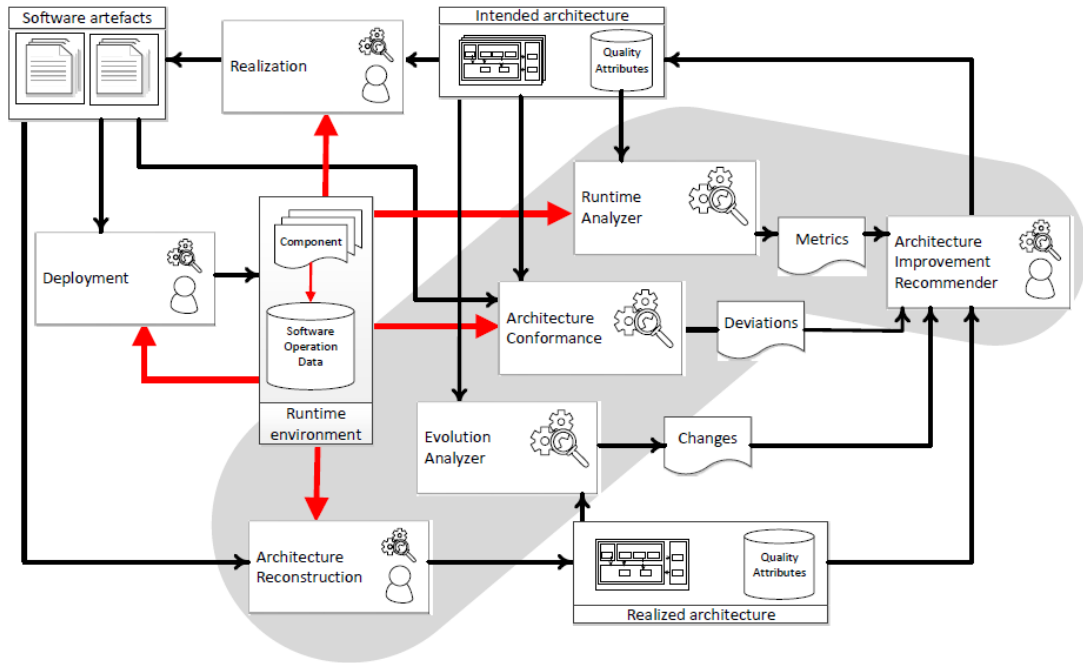 Software artefacts
Intended architecture
Realization
Quality
Attributes
Runtime
Analyzer
Component
Metrics
Architecture
Improvement
Recommender
Deployment
Software
Operation
Data
Architecture
Conformance
Deviations
Runtime
environment
Evolution
Analyzer
Changes
Architecture
Reconstruction
Quality
Attributes
Realized architecture